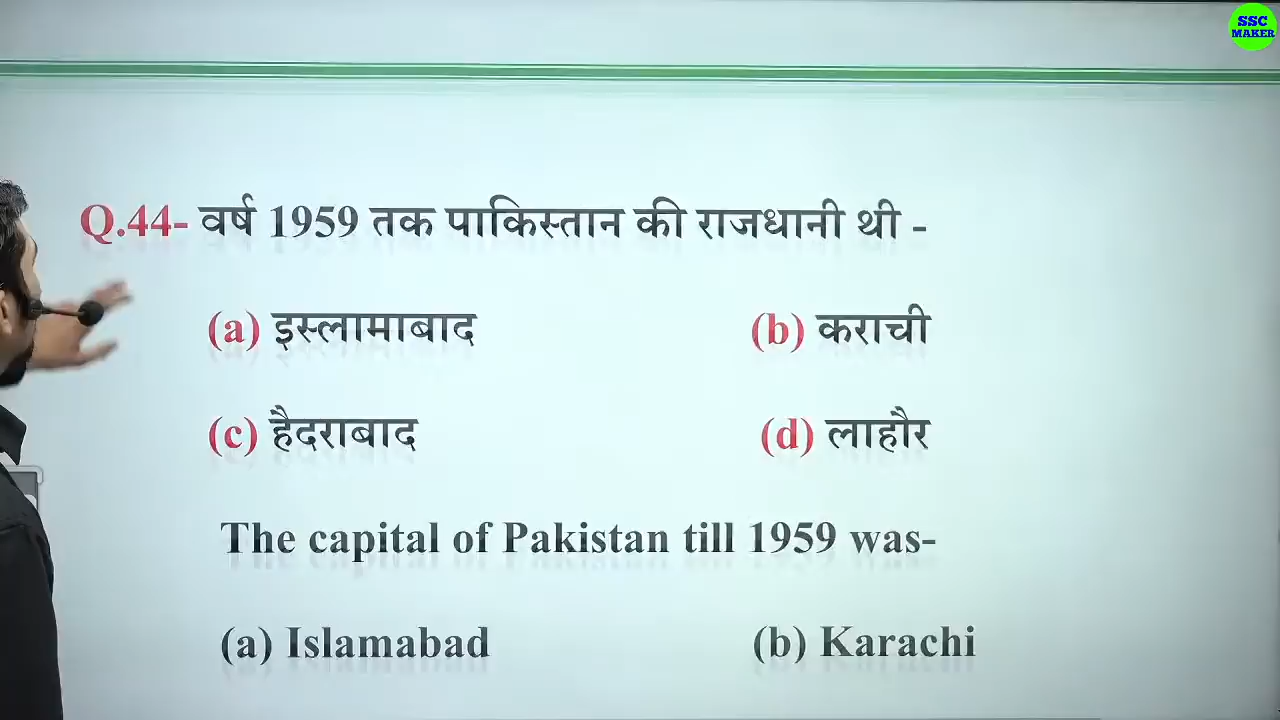 SSC
MAKER
Q.44- वर्ष 1959 तक पाकिस्तान की राजधानी थी -
(a) इस्लामाबाद (b) कराची
(c) हैदराबाद (d) लाहौर
The capital of Pakistan till 1959 was-
(a) Islamabad (b) Karachi